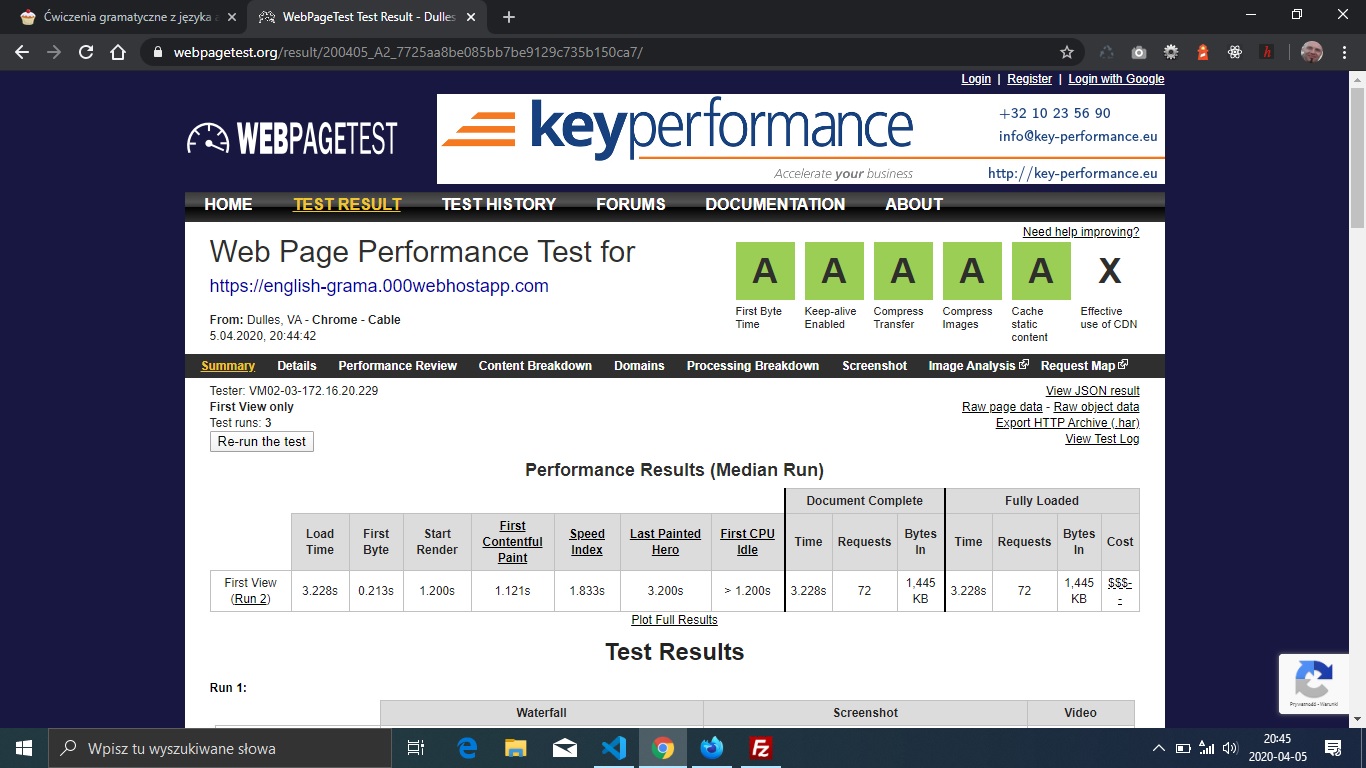 Ćwiczenia gramatyczne z języka
WebPageTest Test Result - Dulles
webpagetest.org/result/200405_A2_7725aa8be085bb7be9129c735b150ca7/
Login | Register | Login with Google
WEBPAGETEST
keyperformance
Accelerate your business
+32 10 23 56 90
info@key-performance.eu
http://key-performance.eu
HOME TEST RESULT TEST HISTORY FORUMS DOCUMENTATION ABOUT
Need help improving?
Web Page Performance Test for
https://english-grama.000webhostapp.com
From: Dulles, VA - Chrome - Cable
5.04.2020, 20:44:42
A A A A A X
First Byte Time
Keep-alive Enabled
Compress Transfer
Compress Images
Cache static content
Effective use of CDN
Summary Details Performance Review Content Breakdown Domains Processing Breakdown Screenshot Image Analysis Request Map
Tester: VM02-03-172.16.20.229
First View only
Test runs: 3
Re-run the test
View JSON result
Raw page data - Raw object data
Export HTTP Archive (.har)
View Test Log
Performance Results (Median Run)
Document Complete Fully Loaded
Load Time First Byte Start Render First Contentful Paint Speed Index Last Painted Hero First CPU Idle Time Requests Bytes In Time Requests Bytes In Cost
First View (Run 2) 3.228s 0.213s 1.200s 1.121s 1.833s 3.200s > 1.200s 3.228s 72 1,445 KB 3.228s 72 1,445 KB $$$--
Plot Full Results
Test Results
Run 1:
Waterfall Screenshot Video
Prywatność - Warunki
Wpisz tu wyszukiwane słowa
20:45
2020-04-05